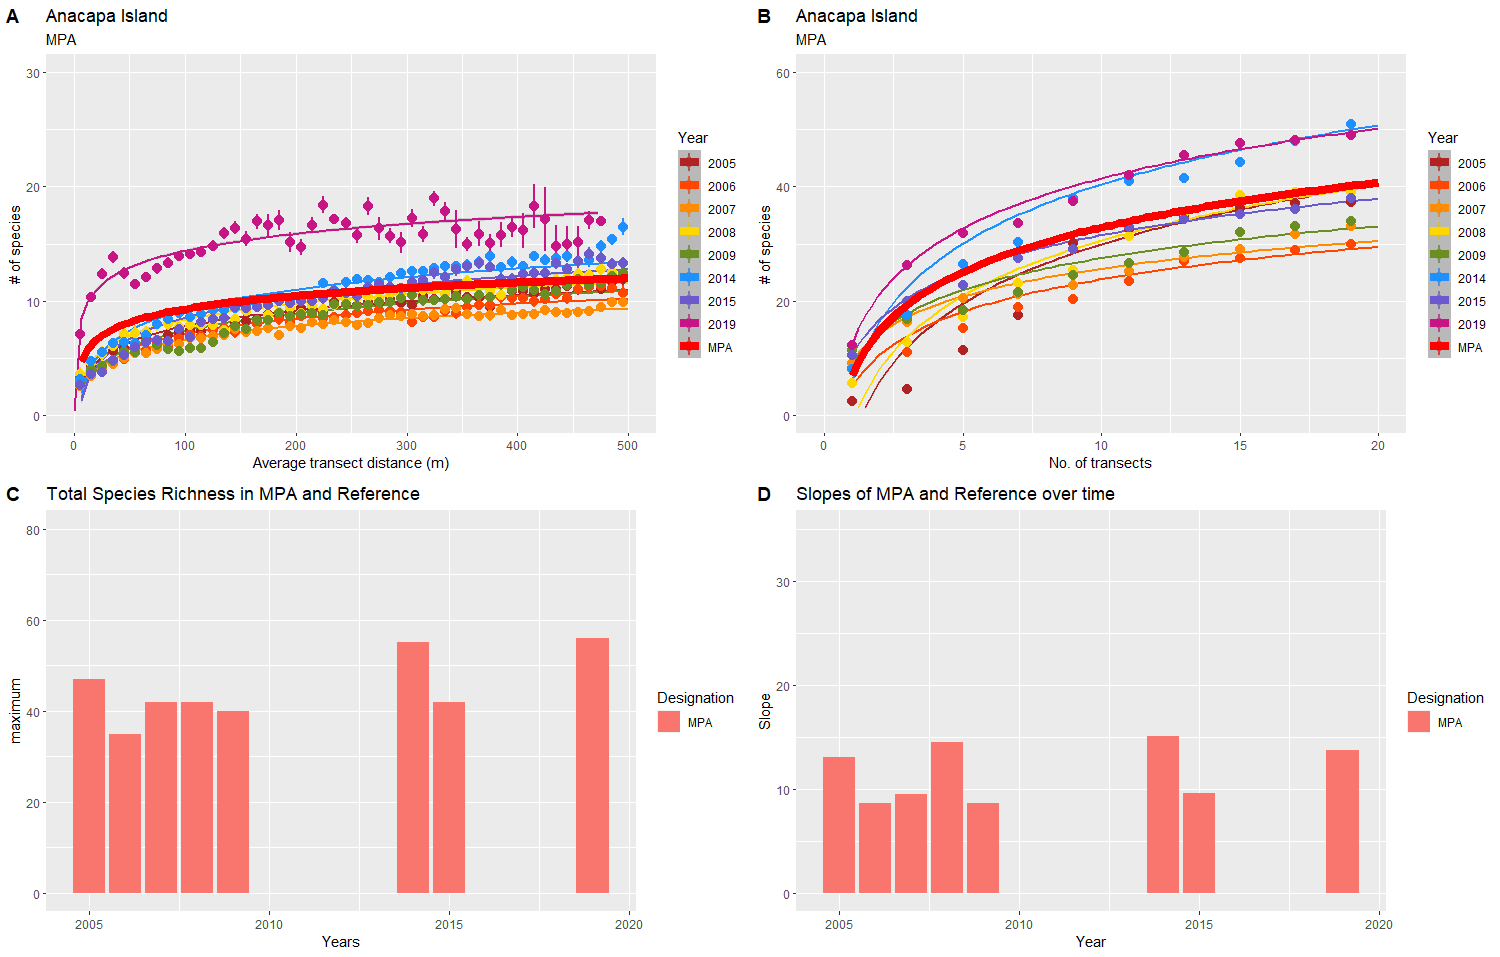 A Anacapa Island
MPA
# of species
30
20
10
0
0 100 200 300 400 500
Average transect distance (m)
Year
2005
2006
2007
2008
2009
2014
2015
2019
MPA
B Anacapa Island
MPA
# of species
60
40
20
0
0 5 10 15 20
No. of transects
Year
2005
2006
2007
2008
2009
2014
2015
2019
MPA
C Total Species Richness in MPA and Reference
maximum
80
60
40
20
0
2005 2010 2015 2020
Years
Designation
MPA
D Slopes of MPA and Reference over time
Slope
30
20
10
0
2005 2010 2015 2020
Year
Designation
MPA